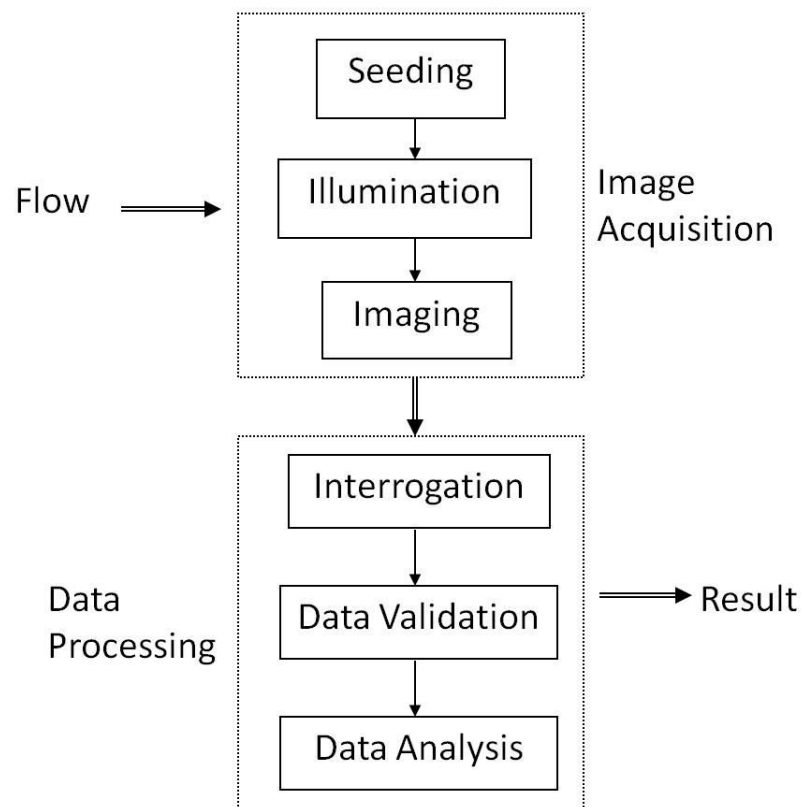 Seeding
Flow
Illumination
Image
Acquisition
Imaging
Interrogation
Data
Processing
Data Validation
Result
Data Analysis